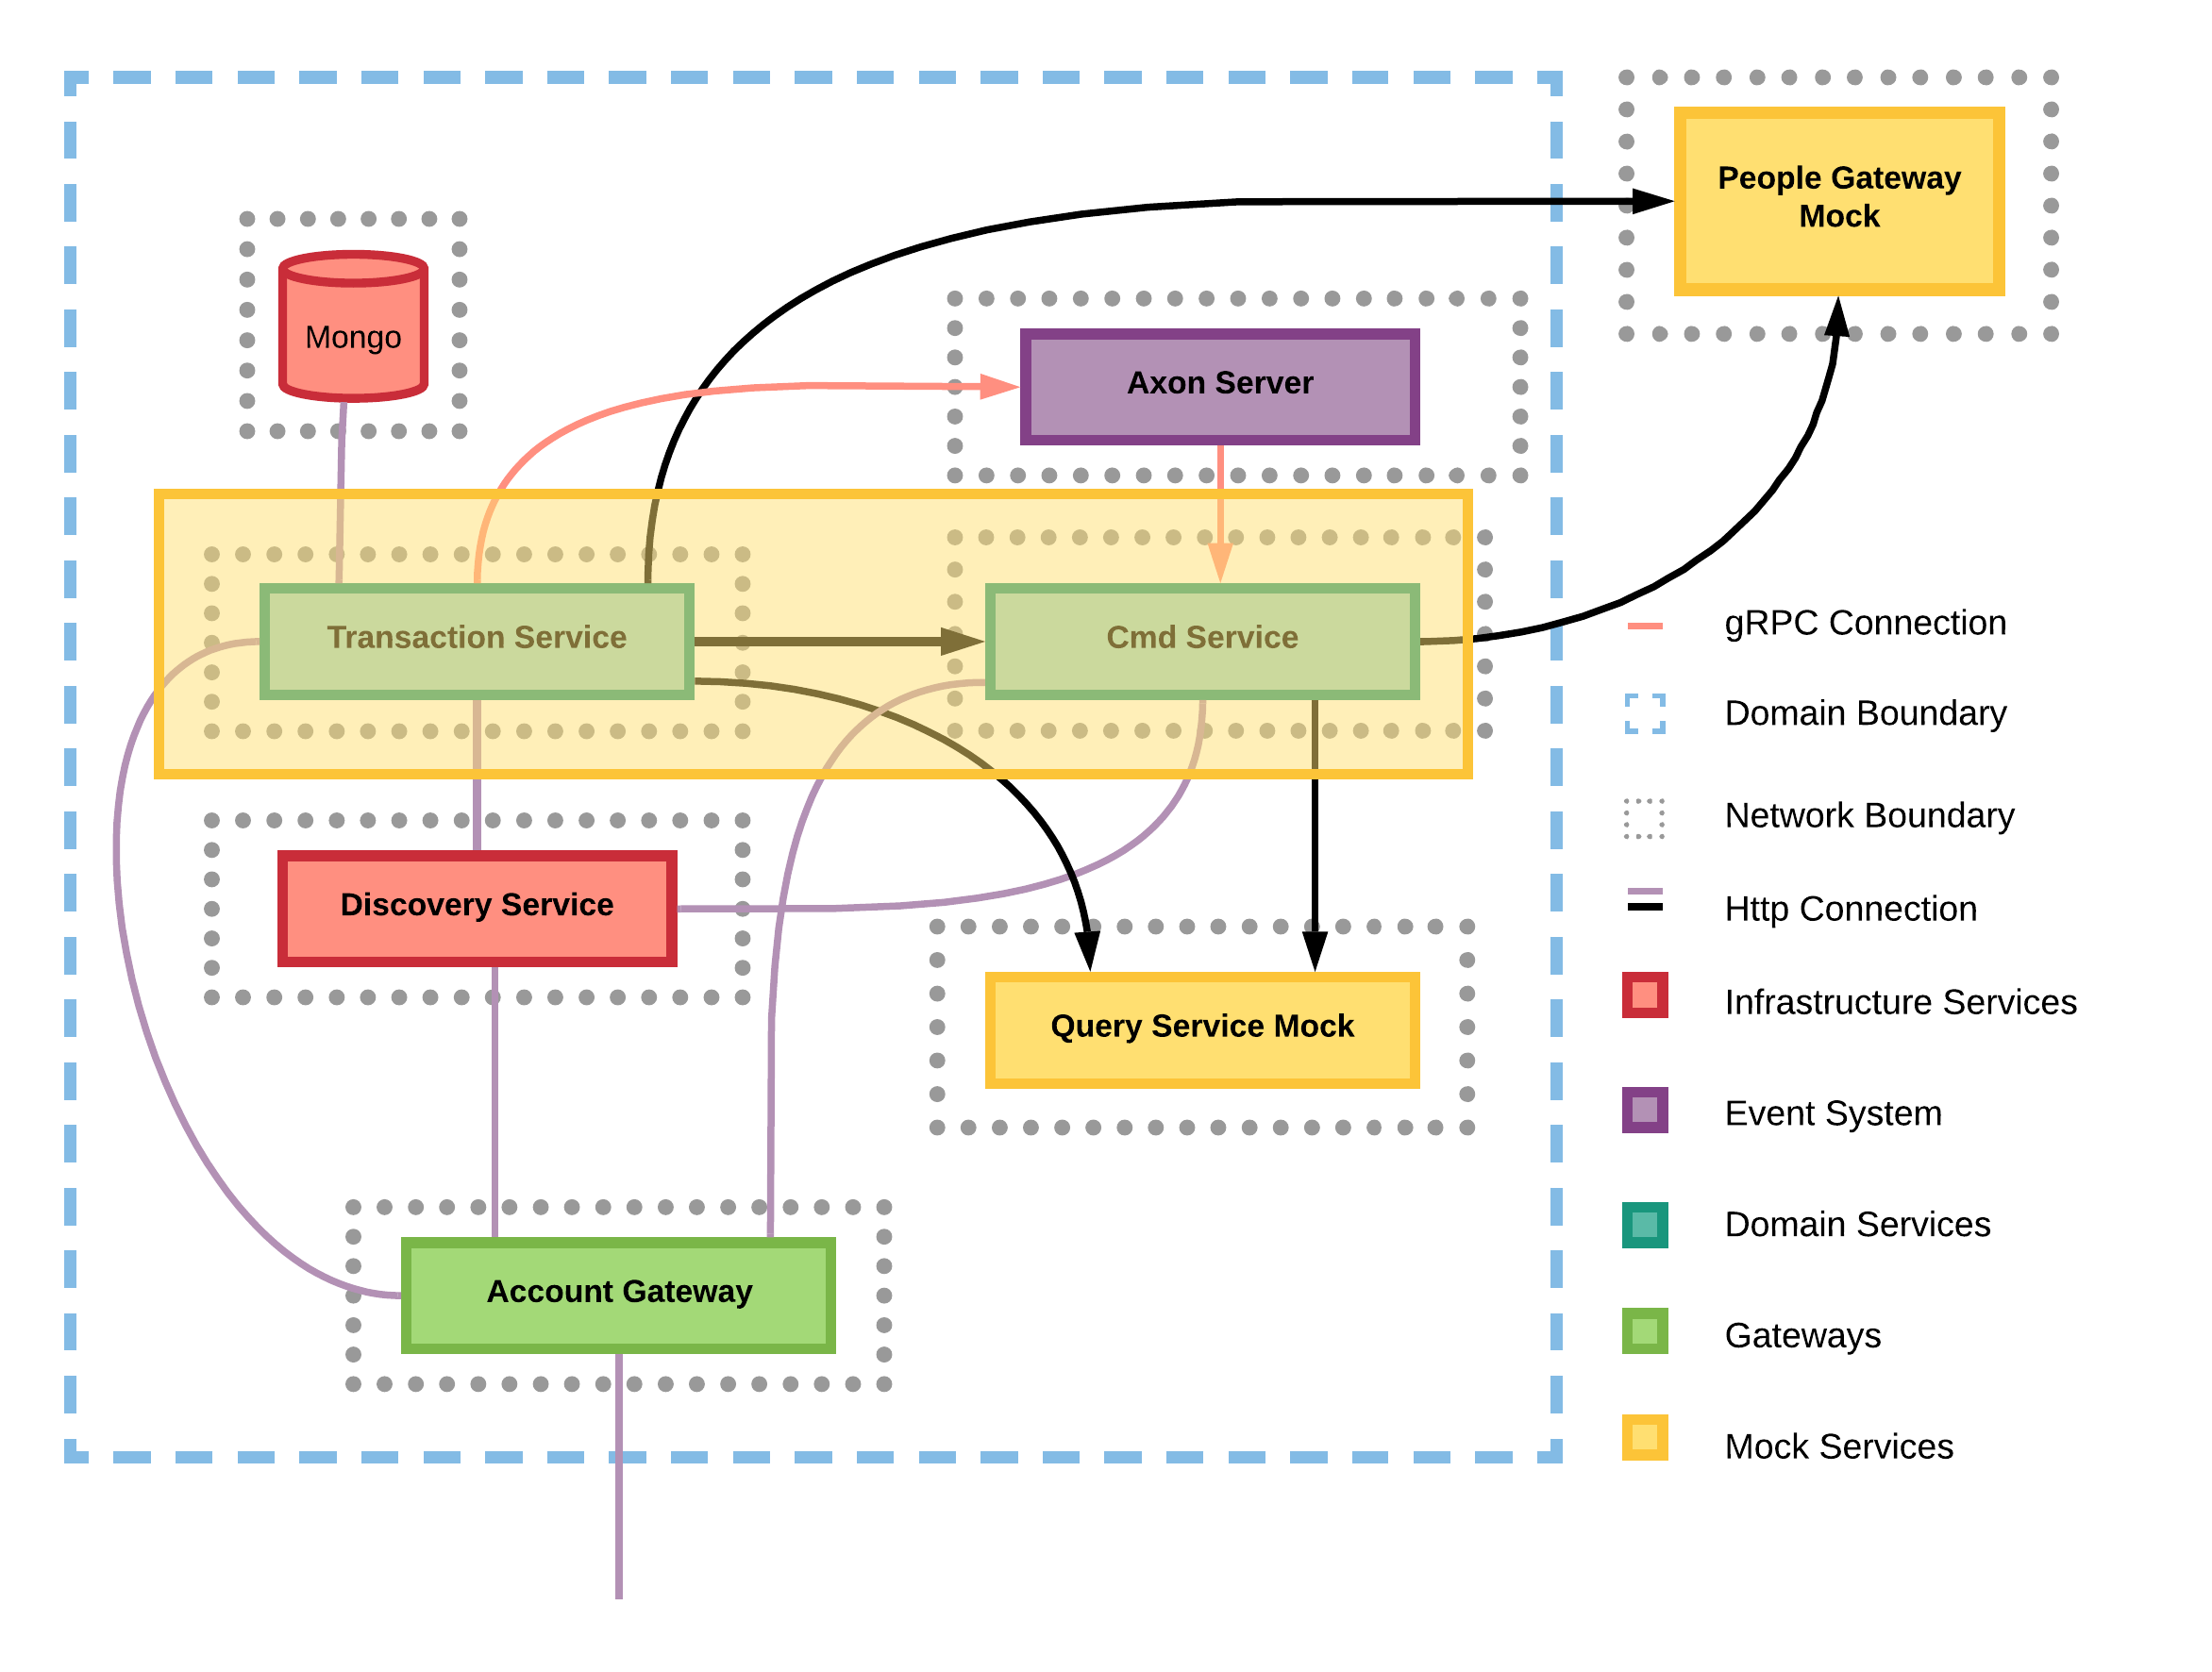 People Gateway
Mock
Mongo
Axon Server
Transaction Service
Cmd Service
Discovery Service
Query Service Mock
Account Gateway
gRPC Connection
Domain Boundary
Network Boundary
Http Connection
Infrastructure Services
Event System
Domain Services
Gateways
Mock Services